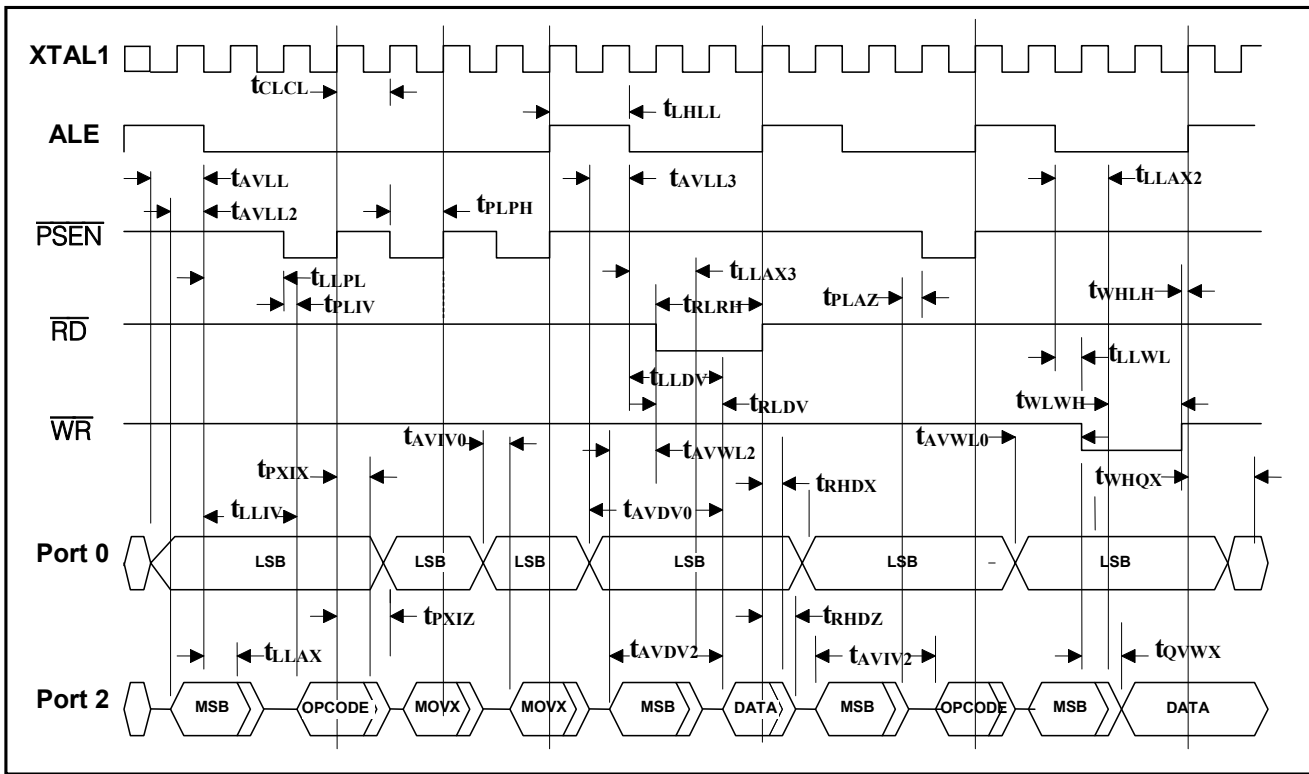 XTAL1
tCLCL
tLHLL
ALE
tAVLL tAVLL3 tLLAX2
tAVLL2 tPLPH
PSEN
tLLPL tLLAX3
tPLIV tRLRH tPLAZ tWHLH
RD
tLLDV tLLWL
tRLDV tWLWH
WR
tAVIV0 tAVWL2 tAVWL0
tPXIX tRHDX tWHQX
tLLIV tAVDV0
Port 0 LSB LSB LSB LSB LSB LSB
tPXIZ tRHDZ
tLLAX tAVDV2 tAVIV2 tQVWX
Port 2 MSB OPCODE MOVX MOVX MSB DATA MSB OPCODE MSB DATA